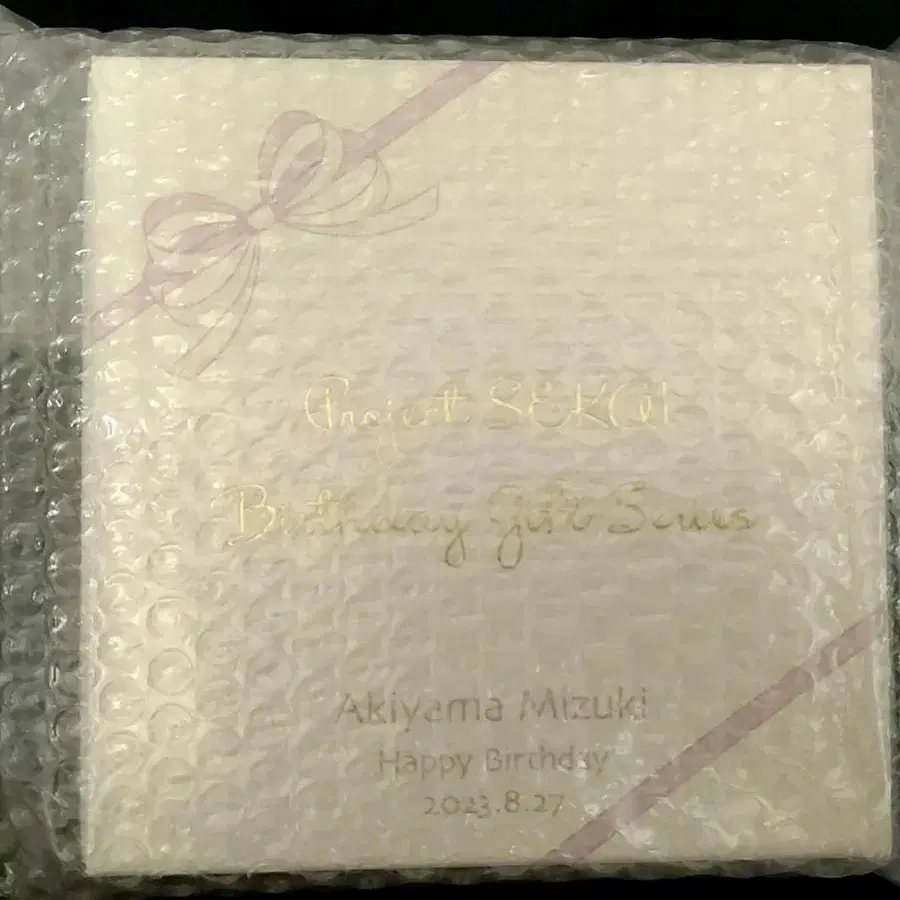 Project SEKAI
Birthday Gift Series
Akiyama Mizuki
Happy Birthday
2023.8.27